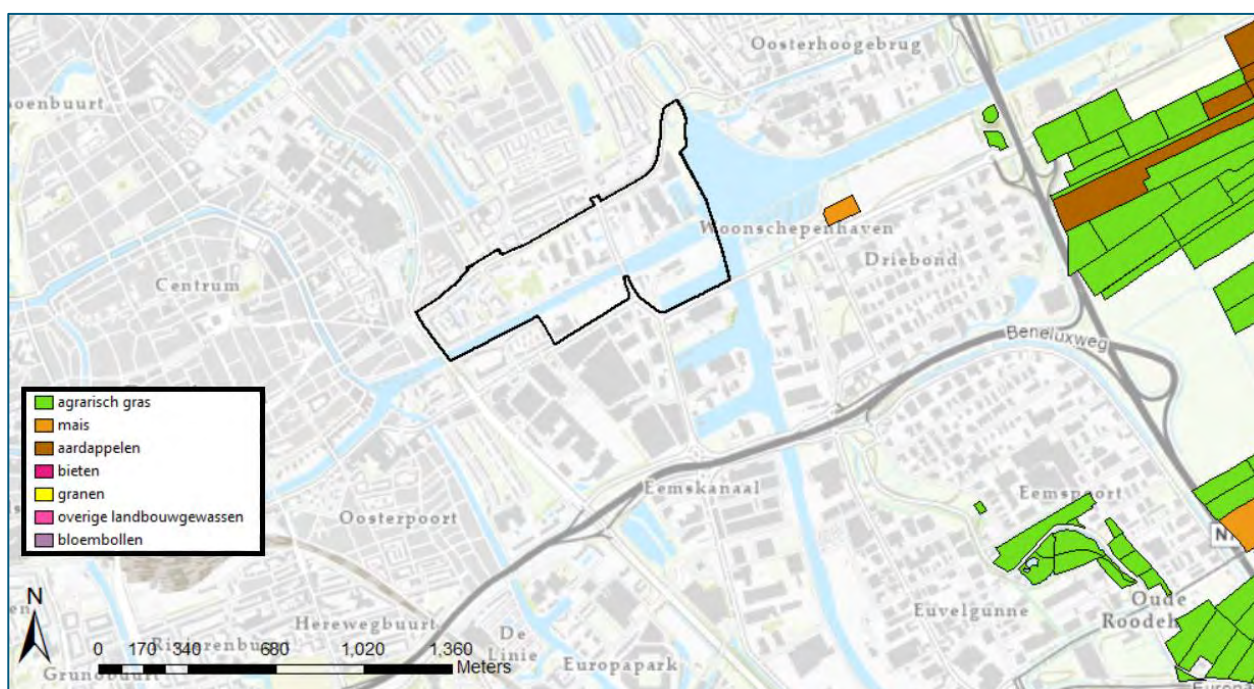 Oosterhoogebrug
oenbuurt
Woonschepenhaven
Driebond
Centrum
Beneluxweg
agrarisch gras
mais
aardappelen
bieten
granen
overige landbouwgewassen
bloembollen
Eemskanaal
Eemspoort
Oosterpoort
N
Euvelgunne
Oude
Roodeh
Herewegbuurt
De
Linie
Europapark
0 170 340 680 1,020 1,360
Meters